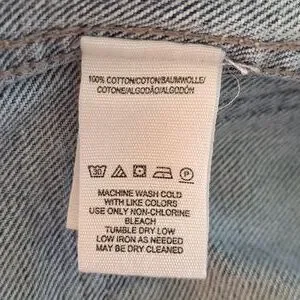 100% COTTON/COTON/BAUMWOLLE/
COTONE/ALGODÃO/ALGODÓN
30
P
MACHINE WASH COLD
WITH LIKE COLORS
USE ONLY NON-CHLORINE
BLEACH
TUMBLE DRY LOW
LOW IRON AS NEEDED
MAY BE DRY CLEANED